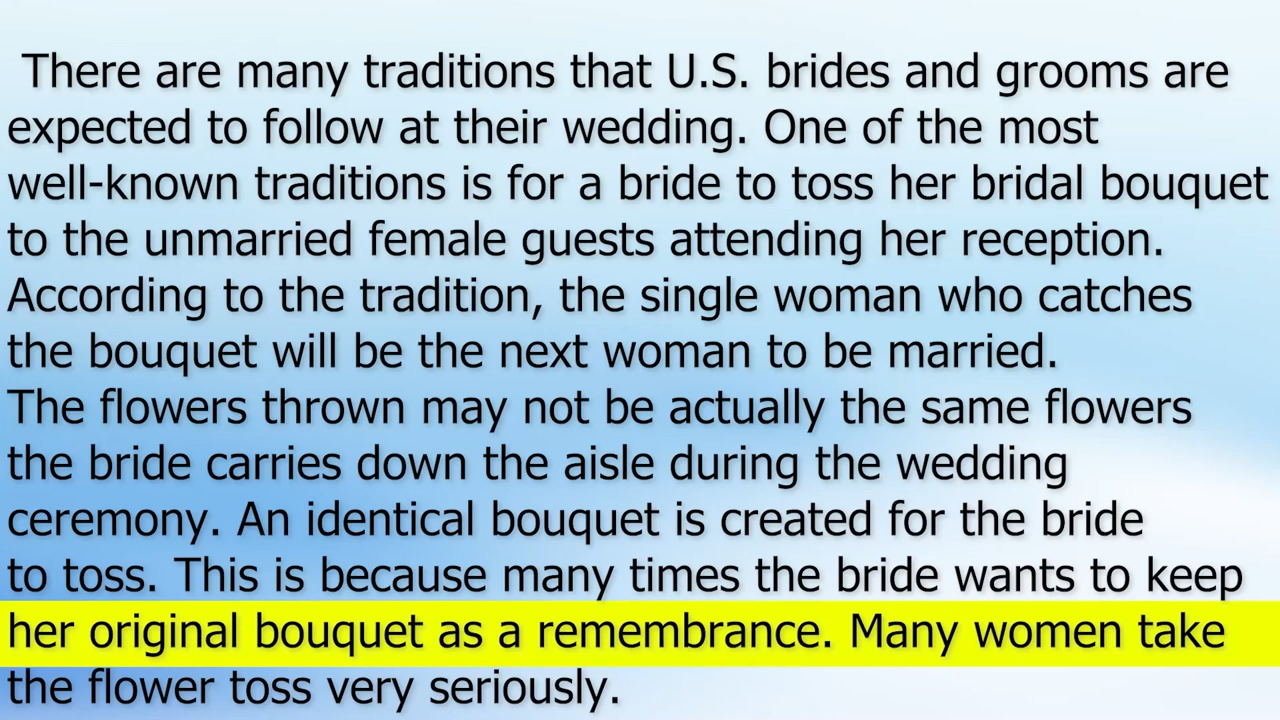 There are many traditions that U.S. brides and grooms are
expected to follow at their wedding. One of the most
well-known traditions is for a bride to toss her bridal bouquet
to the unmarried female guests attending her reception.
According to the tradition, the single woman who catches
the bouquet will be the next woman to be married.
The flowers thrown may not be actually the same flowers
the bride carries down the aisle during the wedding
ceremony. An identical bouquet is created for the bride
to toss. This is because many times the bride wants to keep
her original bouquet as a remembrance. Many women take
the flower toss very seriously.